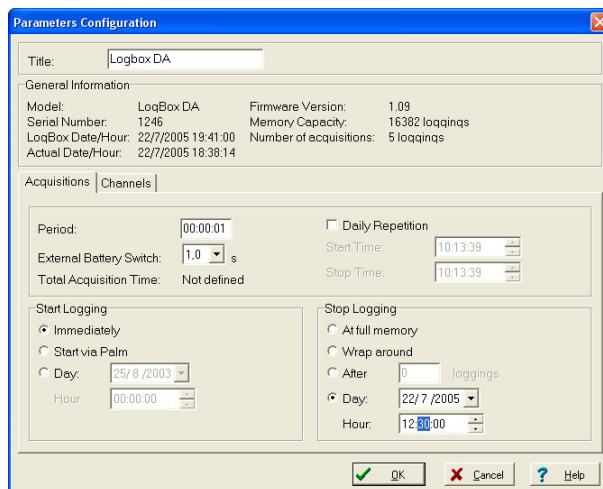 Parameters Configuration
Title: Logbox DA
General Information
Model: LogBox DA Firmware Version: 1.09
Serial Number: 1246 Memory Capacity: 16382 loggings
LogBox Date/Hour: 22/7/2005 19:41:00 Number of acquisitions: 5 loggings
Actual Date/Hour: 22/7/2005 18:38:14
Acquisitions Channels
Period: 00:00:01 Daily Repetition
External Battery Switch: 1,0 s Start Time: 10:13:39
Total Acquisition Time: Not defined Stop Time: 10:13:39
Start Logging Stop Logging
Immediately At full memory
Start via Palm Wrap around
Day: 25/ 8 /2003 After 0 loggings
Hour: 00:00:00 Day: 22/ 7 /2005
Hour: 12:30:00
OK Cancel Help